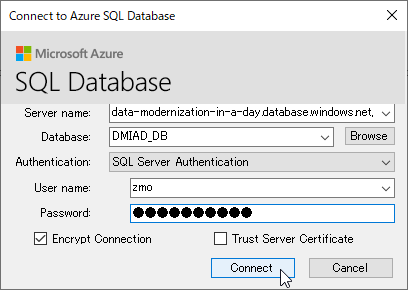 Connect to Azure SQL Database
Microsoft Azure
SQL Database
Server name: data-modernization-in-a-day.database.windows.net,
Database: DMIAD_DB Browse
Authentication: SQL Server Authentication
User name: zmo
Password: ●●●●●●●●●●
Encrypt Connection Trust Server Certificate
Connect Cancel